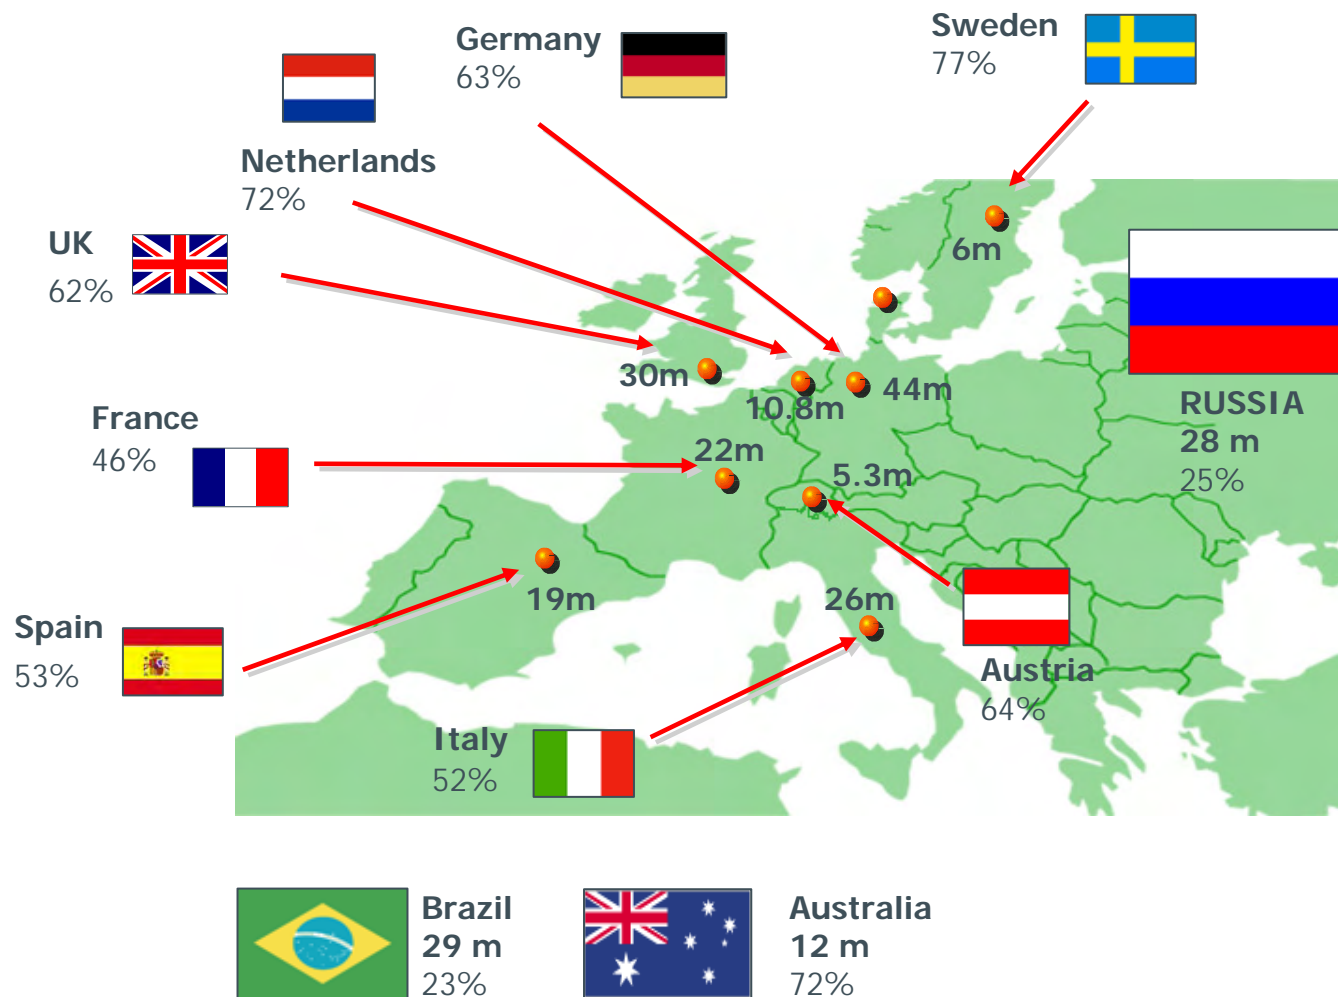 Germany
63%
Sweden
77%
Netherlands
72%
UK
62%
6m
30m
10.8m
44m
RUSSIA
28 m
25%
France
46%
22m
5.3m
19m
26m
Spain
53%
Austria
64%
Italy
52%
Brazil
29 m
23%
Australia
12 m
72%